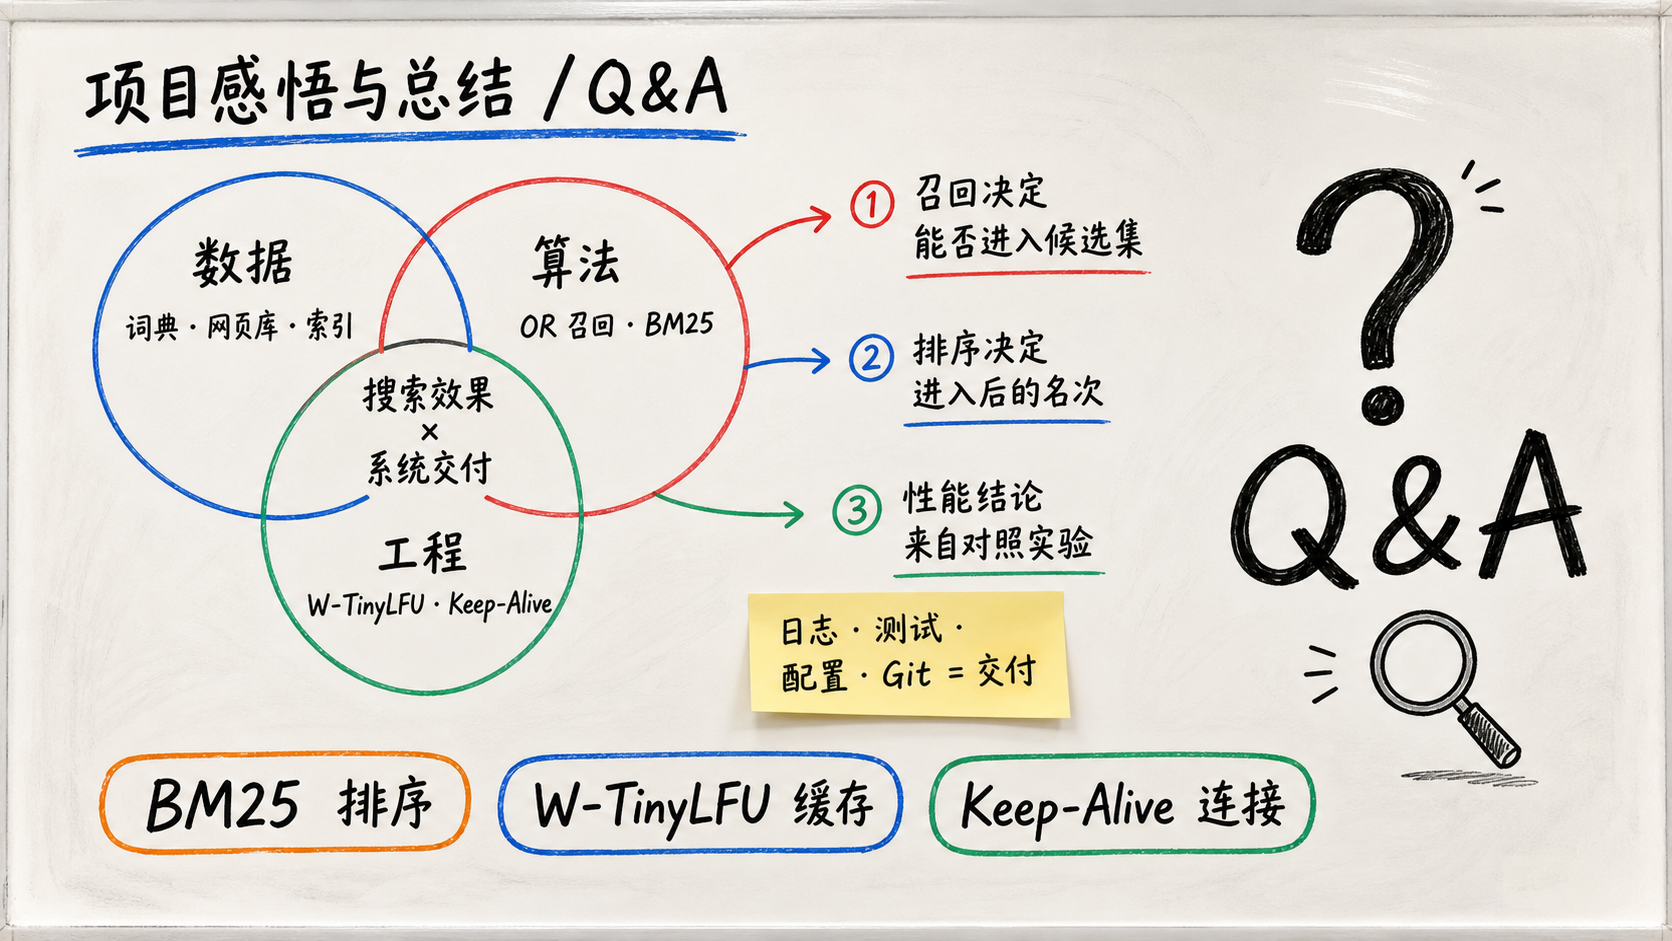 项目感悟与总结 / Q&A
数据
词典·网页库·索引
算法
OR 召回·BM25
搜索效果
×
系统交付
工程
W-TinyLFU·Keep-Alive
1 召回决定
能否进入候选集
2 排序决定
进入后的名次
3 性能结论
来自对照实验
日志·测试·
配置·Git = 交付
?
Q&A
BM25 排序
W-TinyLFU 缓存
Keep-Alive 连接